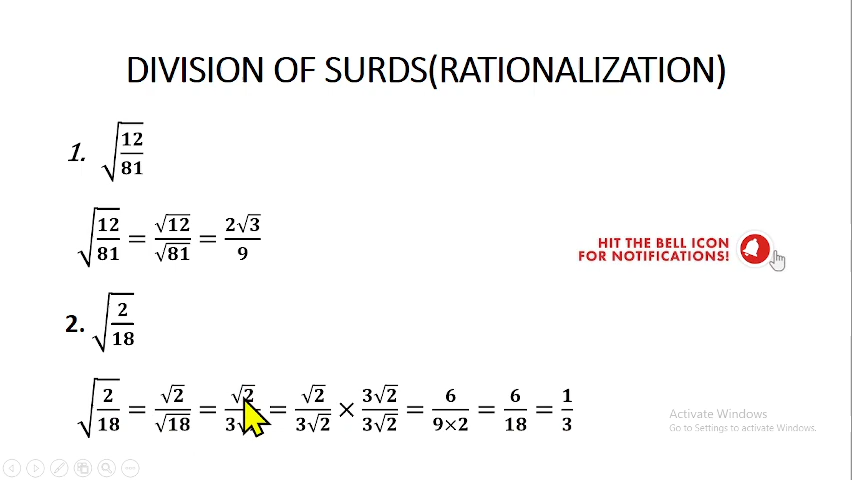 DIVISION OF SURDS(RATIONALIZATION)
1. √(12/81)
√(12/81) = √12/√81 = 2√3/9
HIT THE BELL ICON
FOR NOTIFICATIONS!
2. √(2/18)
√(2/18) = √2/√18 = √2/3√ = √2/3√2 × 3√2/3√2 = 6/9×2 = 6/18 = 1/3
Activate Windows
Go to Settings to activate Windows.